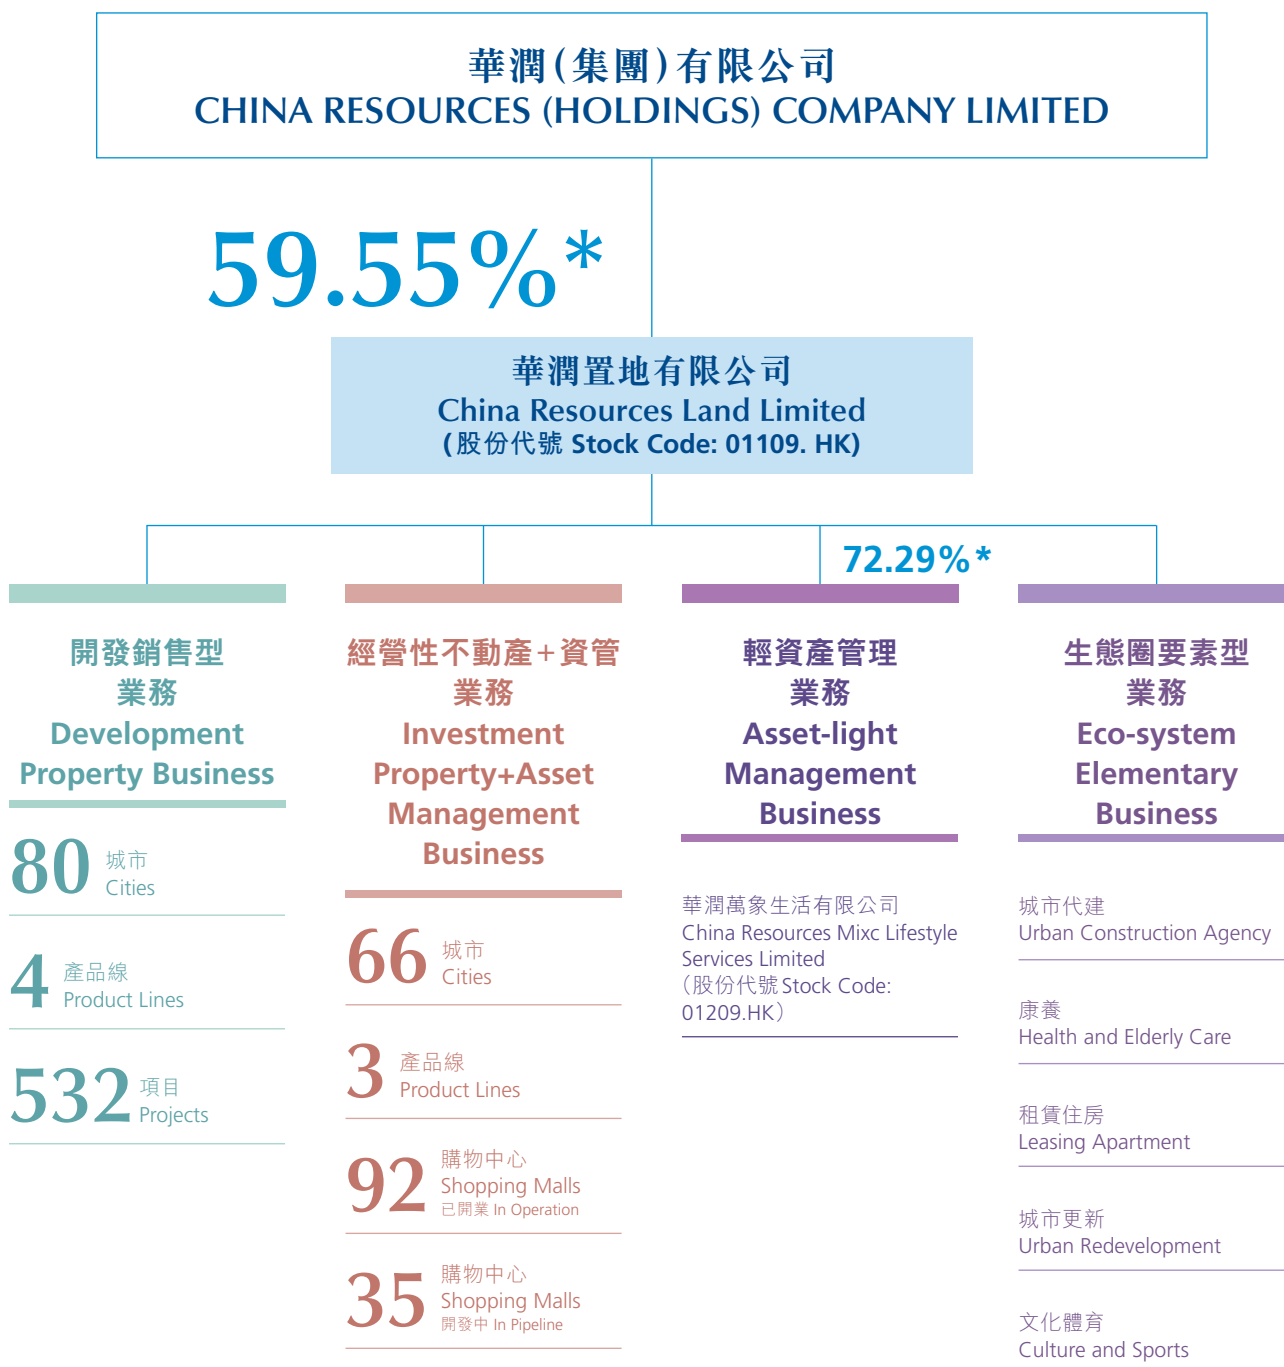 華潤(集團)有限公司
CHINA RESOURCES (HOLDINGS) COMPANY LIMITED
59.55%*
華潤置地有限公司
China Resources Land Limited
(股份代號 Stock Code: 01109. HK)
72.29%*
開發銷售型
業務
Development
Property Business
80 城市
Cities
4 產品線
Product Lines
532 項目
Projects
經營性不動產+資管
業務
Investment
Property+Asset
Management
Business
66 城市
Cities
3 產品線
Product Lines
92 購物中心
Shopping Malls
已開業 In Operation
35 購物中心
Shopping Malls
開發中 In Pipeline
輕資產管理
業務
Asset-light
Management
Business
華潤萬象生活有限公司
China Resources Mixc Lifestyle
Services Limited
（股份代號 Stock Code:
01209.HK）
生態圈要素型
業務
Eco-system
Elementary
Business
城市代建
Urban Construction Agency
康養
Health and Elderly Care
租賃住房
Leasing Apartment
城市更新
Urban Redevelopment
文化體育
Culture and Sports